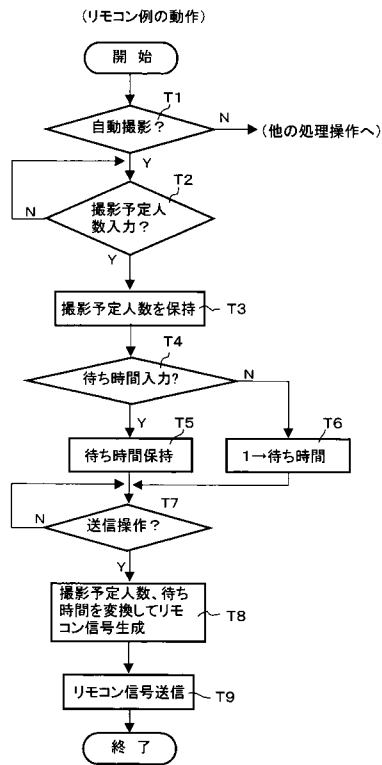 (リモコン例の動作)
開 始
T1
自動撮影?
N
(他の処理操作へ)
Y
T2
撮影予定人
数入力?
N
Y
撮影予定人数を保持
T3
T4
待ち時間入力?
N
Y
T5
待ち時間保持
T6
1→待ち時間
T7
送信操作?
N
Y
撮影予定人数、待ち
時間を変換してリモ
コン信号生成
T8
リモコン信号送信
T9
終 了